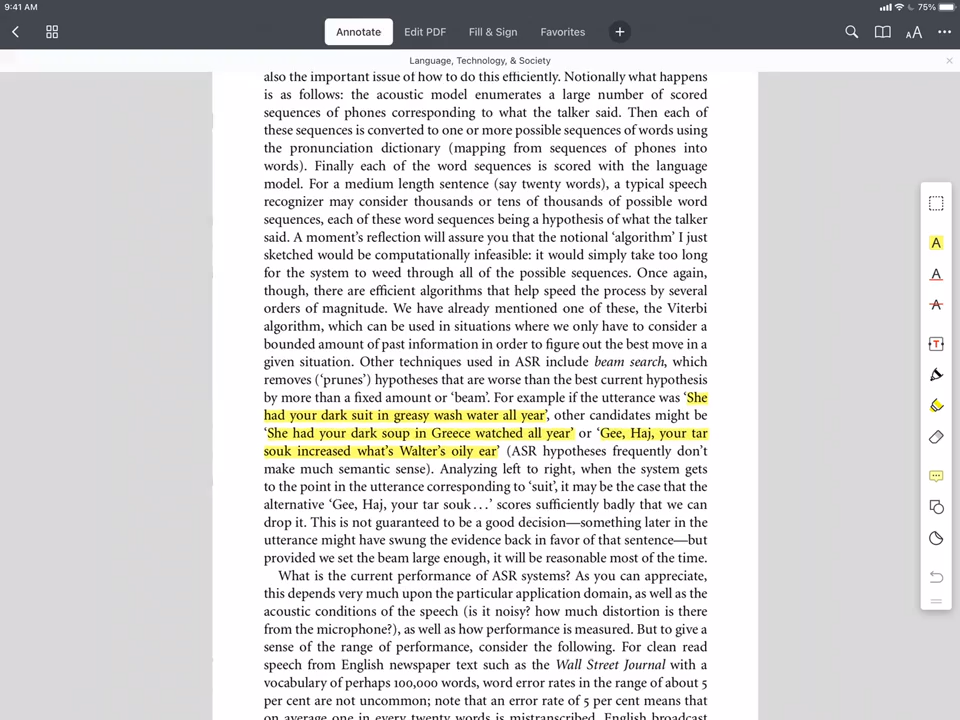 9:41 AM
75%
Annotate
Edit PDF
Fill & Sign
Favorites
AA
Language, Technology, & Society
also the important issue of how to do this efficiently. Notionally what happens
is as follows: the acoustic model enumerates a large number of scored
sequences of phones corresponding to what the talker said. Then each of
these sequences is converted to one or more possible sequences of words using
the pronunciation dictionary (mapping from sequences of phones into
words). Finally each of the word sequences is scored with the language
model. For a medium length sentence (say twenty words), a typical speech
recognizer may consider thousands or tens of thousands of possible word
sequences, each of these word sequences being a hypothesis of what the talker
said. A moment’s reflection will assure you that the notional ‘algorithm’ I just
sketched would be computationally infeasible: it would simply take too long
for the system to weed through all of the possible sequences. Once again,
though, there are efficient algorithms that help speed the process by several
orders of magnitude. We have already mentioned one of these, the Viterbi
algorithm, which can be used in situations where we only have to consider a
bounded amount of past information in order to figure out the best move in a
given situation. Other techniques used in ASR include beam search, which
removes (‘prunes’) hypotheses that are worse than the best current hypothesis
by more than a fixed amount or ‘beam’. For example if the utterance was ‘She
had your dark suit in greasy wash water all year’, other candidates might be
‘She had your dark soup in Greece watched all year’ or ‘Gee, Haj, your tar
souk increased what’s Walter’s oily ear’ (ASR hypotheses frequently don’t
make much semantic sense). Analyzing left to right, when the system gets
to the point in the utterance corresponding to ‘suit’, it may be the case that the
alternative ‘Gee, Haj, your tar souk...’ scores sufficiently badly that we can
drop it. This is not guaranteed to be a good decision—something later in the
utterance might have swung the evidence back in favor of that sentence—but
provided we set the beam large enough, it will be reasonable most of the time.
What is the current performance of ASR systems? As you can appreciate,
this depends very much upon the particular application domain, as well as the
acoustic conditions of the speech (is it noisy? how much distortion is there
from the microphone?), as well as how performance is measured. But to give a
sense of the range of performance, consider the following. For clean read
speech from English newspaper text such as the Wall Street Journal with a
vocabulary of perhaps 100,000 words, word error rates in the range of about 5
per cent are not uncommon; note that an error rate of 5 per cent means that
on average one in every twenty words is mistranscribed. English broadcast
A
A
A
T